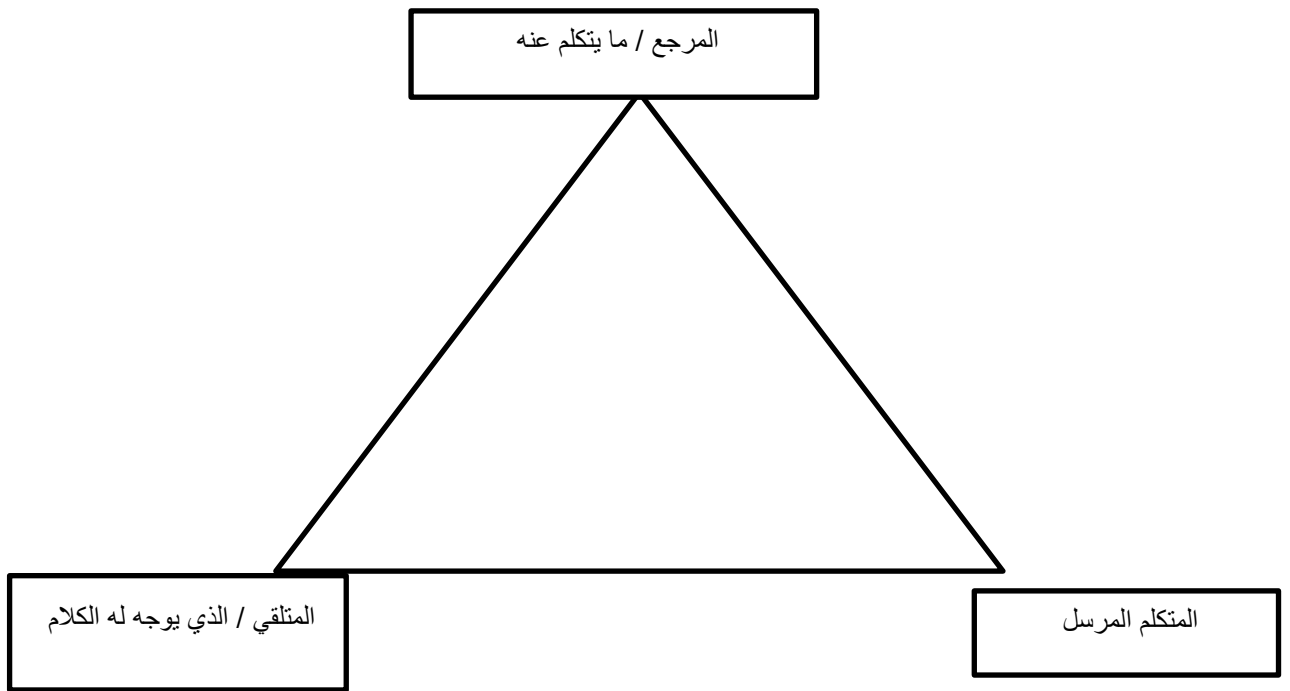 المرجع / ما يتكلم عنه
المتكلم المرسل
المتلقي / الذي يوجه له الكلام